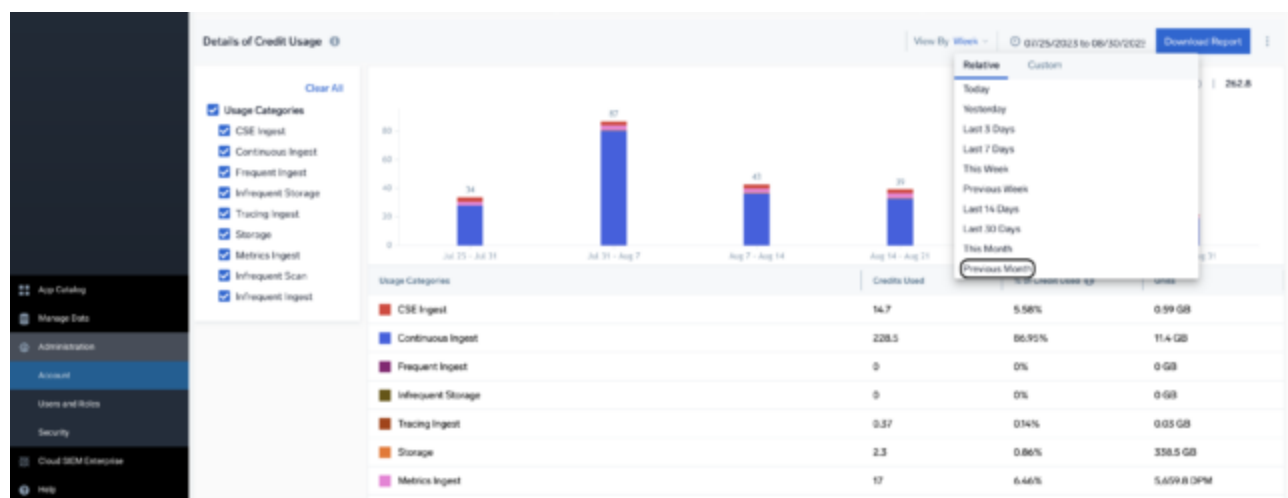 Details of Credit Usage
View By Week
07/25/2023 to 08/30/2023
Download Report
Clear All
Usage Categories
CSE Ingest
Continuous Ingest
Frequent Ingest
Infrequent Storage
Tracing Ingest
Storage
Metrics Ingest
Infrequent Scan
Infrequent Ingest
262.8
80
60
40
20
0
34
87
43
39
Jul 25 - Jul 31
Jul 31 - Aug 7
Aug 7 - Aug 14
Aug 14 - Aug 21
Relative Custom
Today
Yesterday
Last 3 Days
Last 7 Days
This Week
Previous Week
Last 14 Days
Last 30 Days
This Month
Previous Month
Usage Categories Credits Used % of Credit Used Units
CSE Ingest 14.7 5.58% 0.59 GB
Continuous Ingest 228.5 86.95% 11.4 GB
Frequent Ingest 0 0% 0 GB
Infrequent Storage 0 0% 0 GB
Tracing Ingest 0.37 0.14% 0.03 GB
Storage 2.3 0.86% 338.5 GB
Metrics Ingest 17 6.46% 5,659.8 DPM
App Catalog
Manage Data
Administration
Account
Users and Roles
Security
Cloud SIEM Enterprise
Help